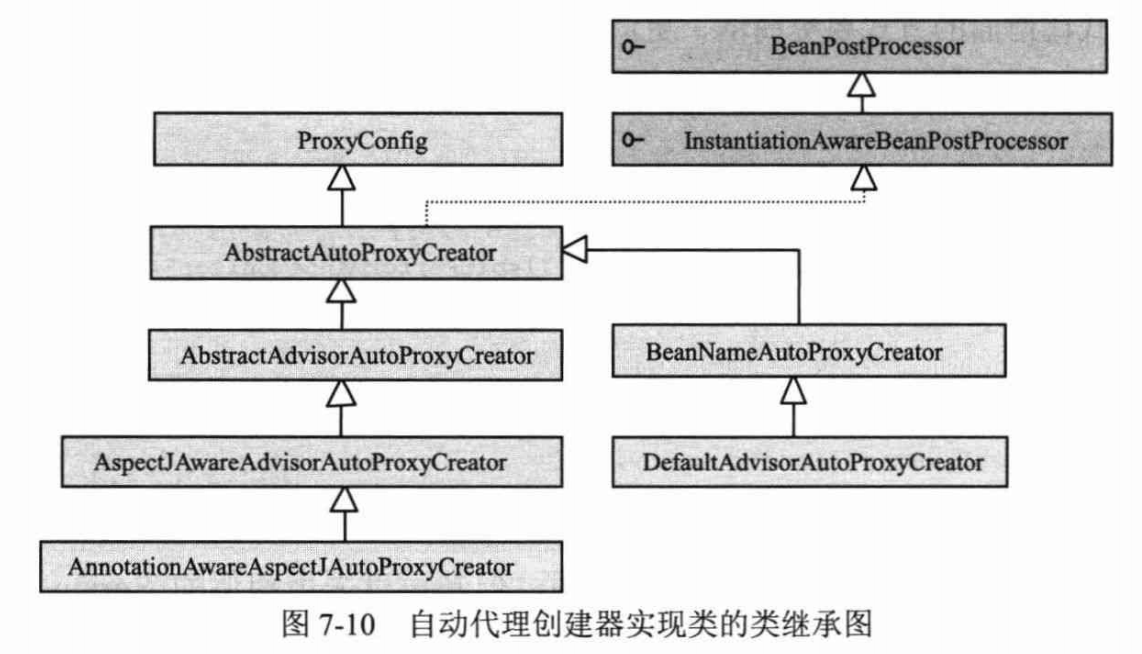 BeanPostProcessor
ProxyConfig
InstantiationAwareBeanPostProcessor
AbstractAutoProxyCreator
AbstractAdvisorAutoProxyCreator
BeanNameAutoProxyCreator
AspectJAwareAdvisorAutoProxyCreator
DefaultAdvisorAutoProxyCreator
AnnotationAwareAspectJAutoProxyCreator
图 7-10 自动代理创建器实现类的类继承图